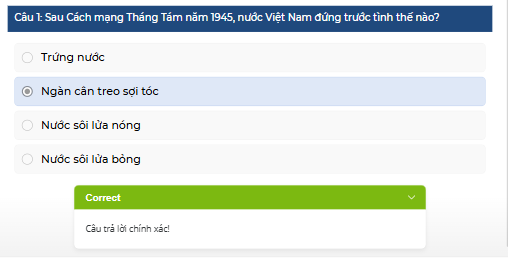 Câu 1: Sau Cách mạng Tháng Tám năm 1945, nước Việt Nam đứng trước tình thế nào?
Trứng nước
Ngàn cân treo sợi tóc
Nước sôi lửa nóng
Nước sôi lửa bỏng
Correct
Câu trả lời chính xác!